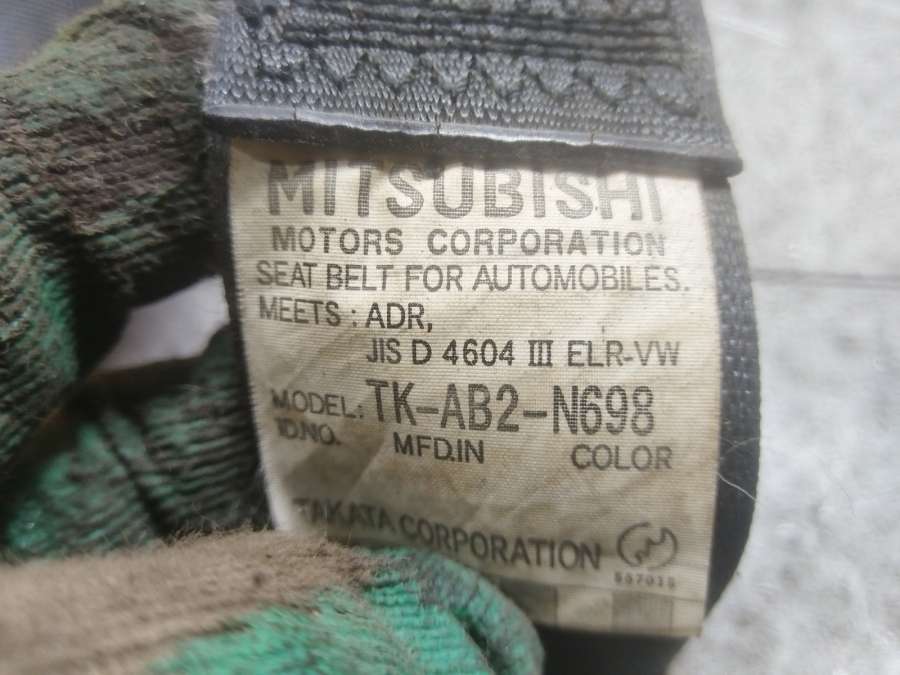 MITSUBISHI
MOTORS CORPORATION
SEAT BELT FOR AUTOMOBILES.
MEETS : ADR,
JIS D 4604 III ELR-VW
MODEL: TK-AB2-N698
ID.NO. MFD.IN COLOR
TAKATA CORPORATION